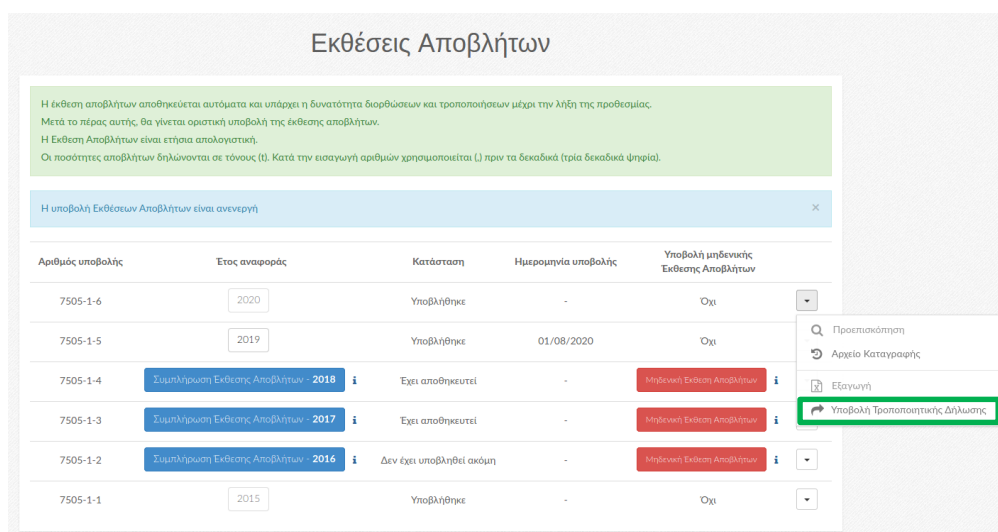 Εκθέσεις Αποβλήτων
Η έκθεση αποβλήτων αποθηκεύεται αυτόματα και υπάρχει η δυνατότητα διορθώσεων και τροποποιήσεων μέχρι την λήξη της προθεσμίας.
Μετά το πέρας αυτής, θα γίνεται οριστική υποβολή της έκθεσης αποβλήτων.
Η Εκθεση Αποβλήτων είναι ετήσια απολογιστική.
Οι ποσότητες αποβλήτων δηλώνονται σε τόνους (t). Κατά την εισαγωγή αριθμών χρησιμοποιείται (,) πριν τα δεκαδικά (τρία δεκαδικά ψηφία).
Η υποβολή Εκθέσεων Αποβλήτων είναι ανενεργή ×
Αριθμός υποβολής Έτος αναφοράς Κατάσταση Ημερομηνία υποβολής Υποβολή μηδενικής
Έκθεσης Αποβλήτων
7505-1-6 2020 Υποβλήθηκε - Όχι
Προεπισκόπηση
7505-1-5 2019 Υποβλήθηκε 01/08/2020 Όχι
Αρχείο Καταγραφής
7505-1-4 Συμπλήρωση Έκθεσης Αποβλήτων - 2018 i Έχει αποθηκευτεί - Μηδενική Έκθεση Αποβλήτων i
Εξαγωγή
Υποβολή Τροποποιητικής Δήλωσης
7505-1-3 Συμπλήρωση Έκθεσης Αποβλήτων - 2017 i Έχει αποθηκευτεί - Μηδενική Έκθεση Αποβλήτων i
7505-1-2 Συμπλήρωση Έκθεσης Αποβλήτων - 2016 i Δεν έχει υποβληθεί ακόμη - Μηδενική Έκθεση Αποβλήτων i
7505-1-1 2015 Υποβλήθηκε - Όχι